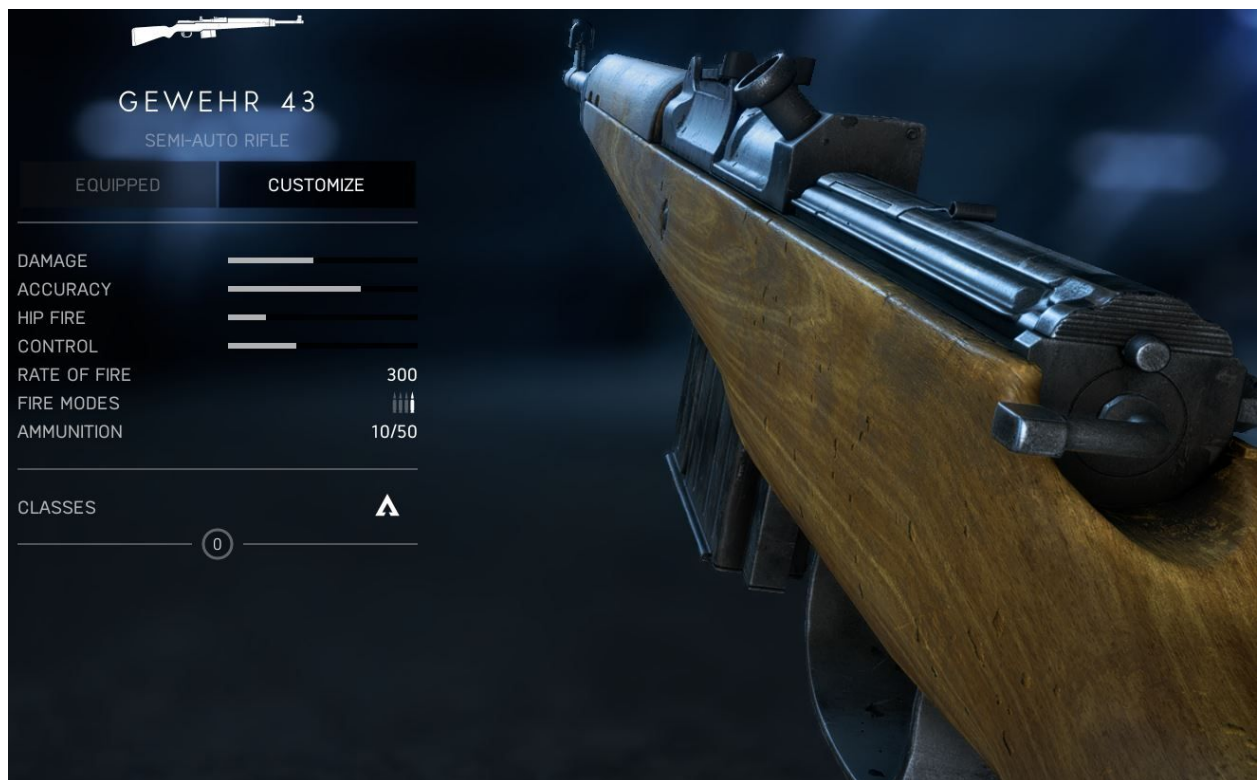 GEWEHR 43
SEMI-AUTO RIFLE
EQUIPPED CUSTOMIZE
DAMAGE
ACCURACY
HIP FIRE
CONTROL
RATE OF FIRE 300
FIRE MODES
AMMUNITION 10/50
CLASSES
0